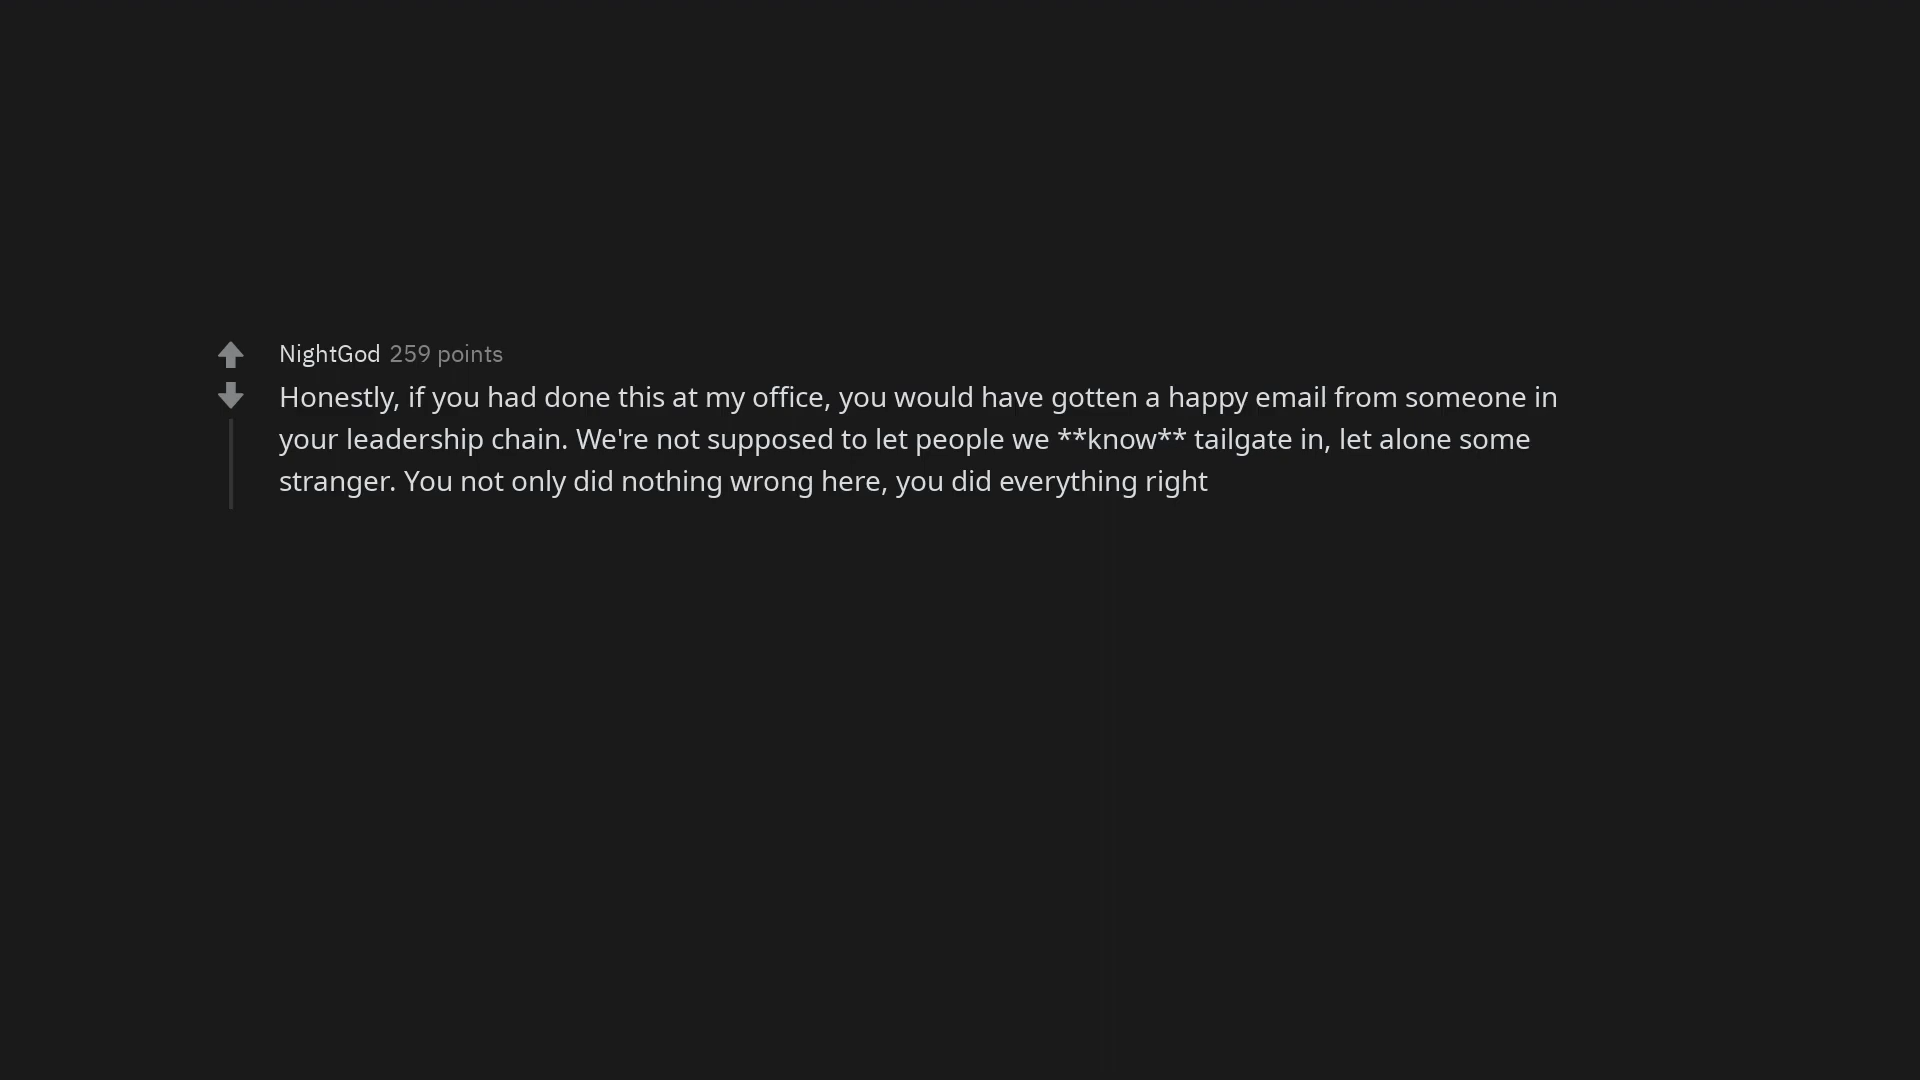 NightGod 259 points
Honestly, if you had done this at my office, you would have gotten a happy email from someone in
your leadership chain. We're not supposed to let people we **know** tailgate in, let alone some
stranger. You not only did nothing wrong here, you did everything right